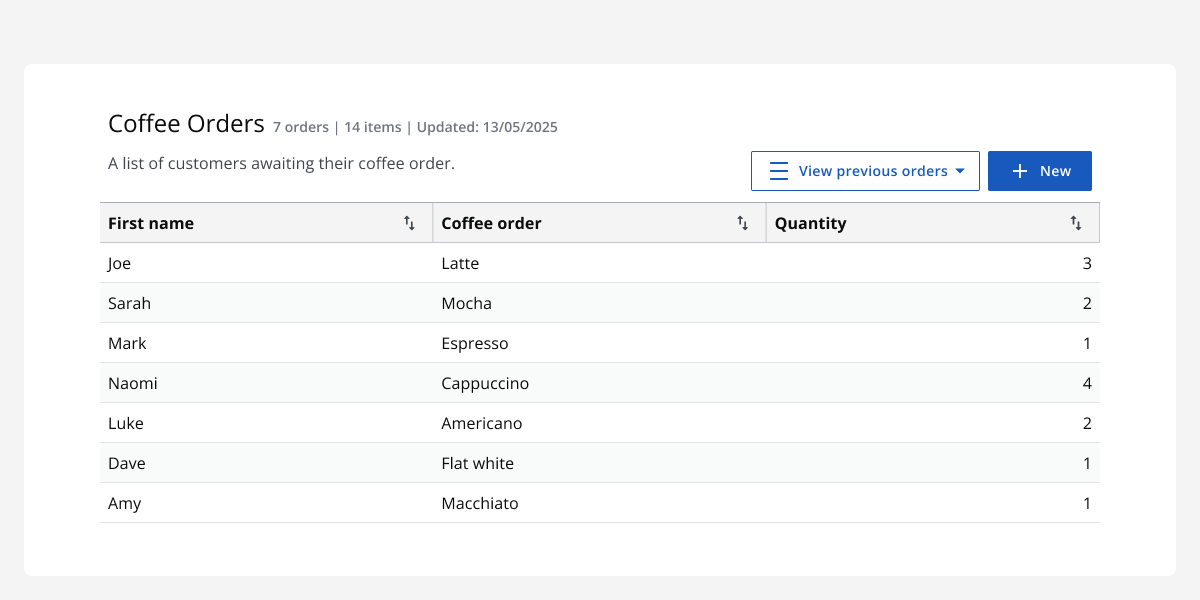 Coffee Orders 7 orders | 14 items | Updated: 13/05/2025
A list of customers awaiting their coffee order.
View previous orders New
First name Coffee order Quantity
Joe Latte 3
Sarah Mocha 2
Mark Espresso 1
Naomi Cappuccino 4
Luke Americano 2
Dave Flat white 1
Amy Macchiato 1